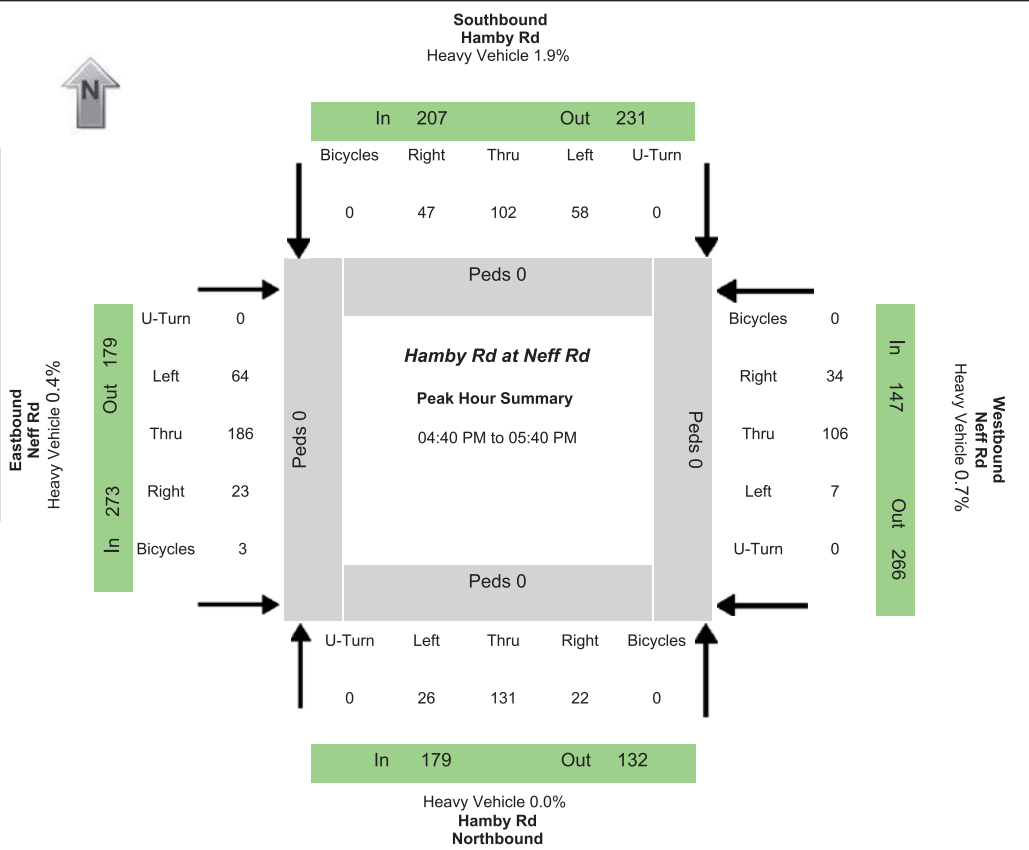 Southbound
Hamby Rd
Heavy Vehicle 1.9%
N
In 207 Out 231
Bicycles Right Thru Left U-Turn
0 47 102 58 0
Peds 0
Eastbound
Neff Rd
Heavy Vehicle 0.4%
Out 179
In 273
U-Turn 0
Left 64
Thru 186
Right 23
Bicycles 3
Peds 0
Hamby Rd at Neff Rd
Peak Hour Summary
04:40 PM to 05:40 PM
Peds 0
Bicycles 0
Right 34
Thru 106
Left 7
U-Turn 0
In 147
Out 266
Westbound
Neff Rd
Heavy Vehicle 0.7%
Peds 0
U-Turn Left Thru Right Bicycles
0 26 131 22 0
In 179 Out 132
Heavy Vehicle 0.0%
Hamby Rd
Northbound